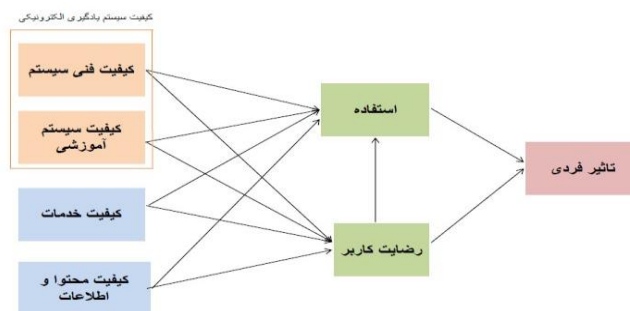 کیفیت سیستم یادگیری الکترونیکی
کیفیت فنی سیستم
کیفیت سیستم
آموزشی
کیفیت خدمات
کیفیت محتوا و
اطلاعات
استفاده
رضایت کاربر
تاثیر فردی